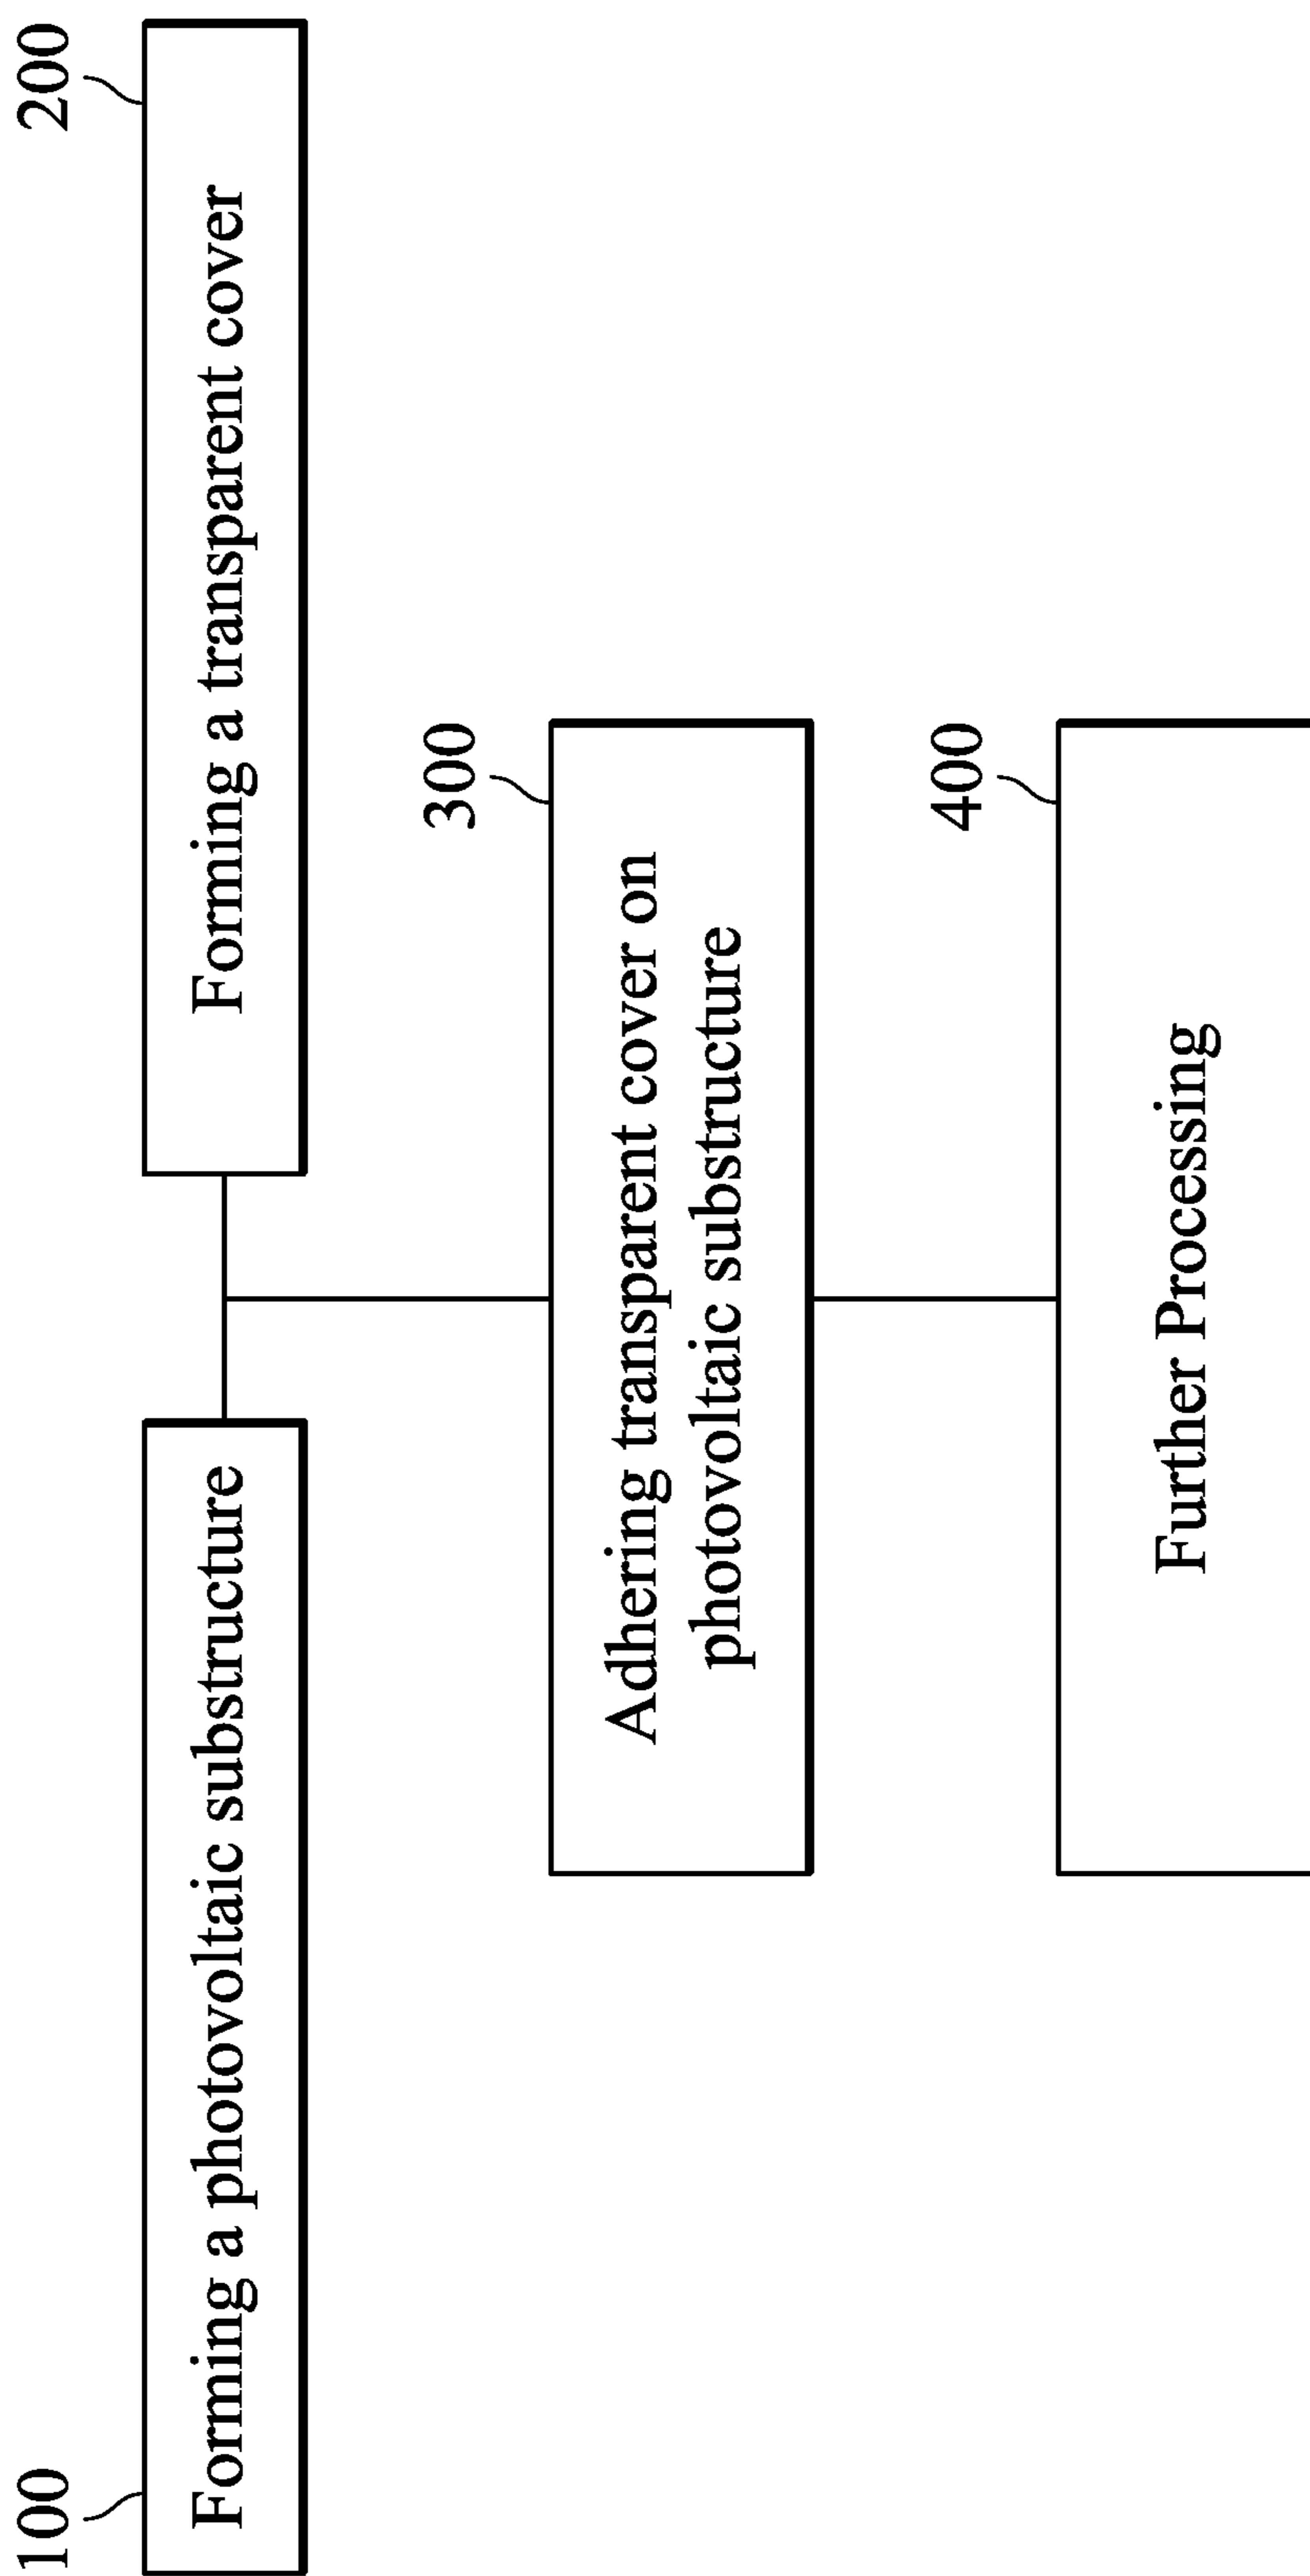 100
Forming a photovoltaic substructure
200
Forming a transparent cover
300
Adhering transparent cover on
photovoltaic substructure
400
Further Processing